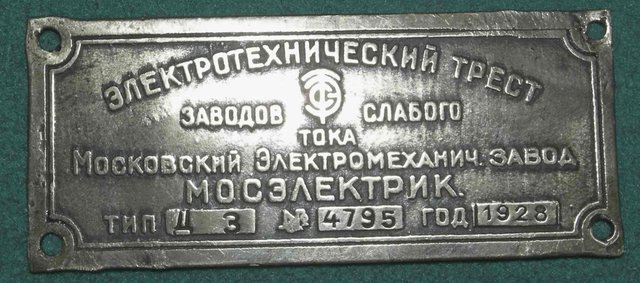 ЭЛЕКТРОТЕХНИЧЕСКИЙ ТРЕСТ
ЗАВОДОВ СЛАБОГО
ТОКА
МОСКОВСКИЙ ЭЛЕКТРОМЕХАНИЧ. ЗАВОД
МОСЭЛЕКТРИК.
ТИП Д 3 № 4795 ГОД 1928